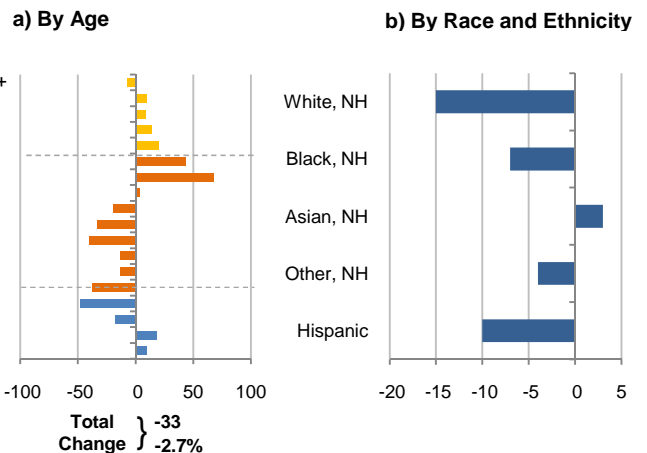 a) By Age
+
-100 -50 0 50 100
Total Change } -33 -2.7%
b) By Race and Ethnicity
White, NH
Black, NH
Asian, NH
Other, NH
Hispanic
-20 -15 -10 -5 0 5